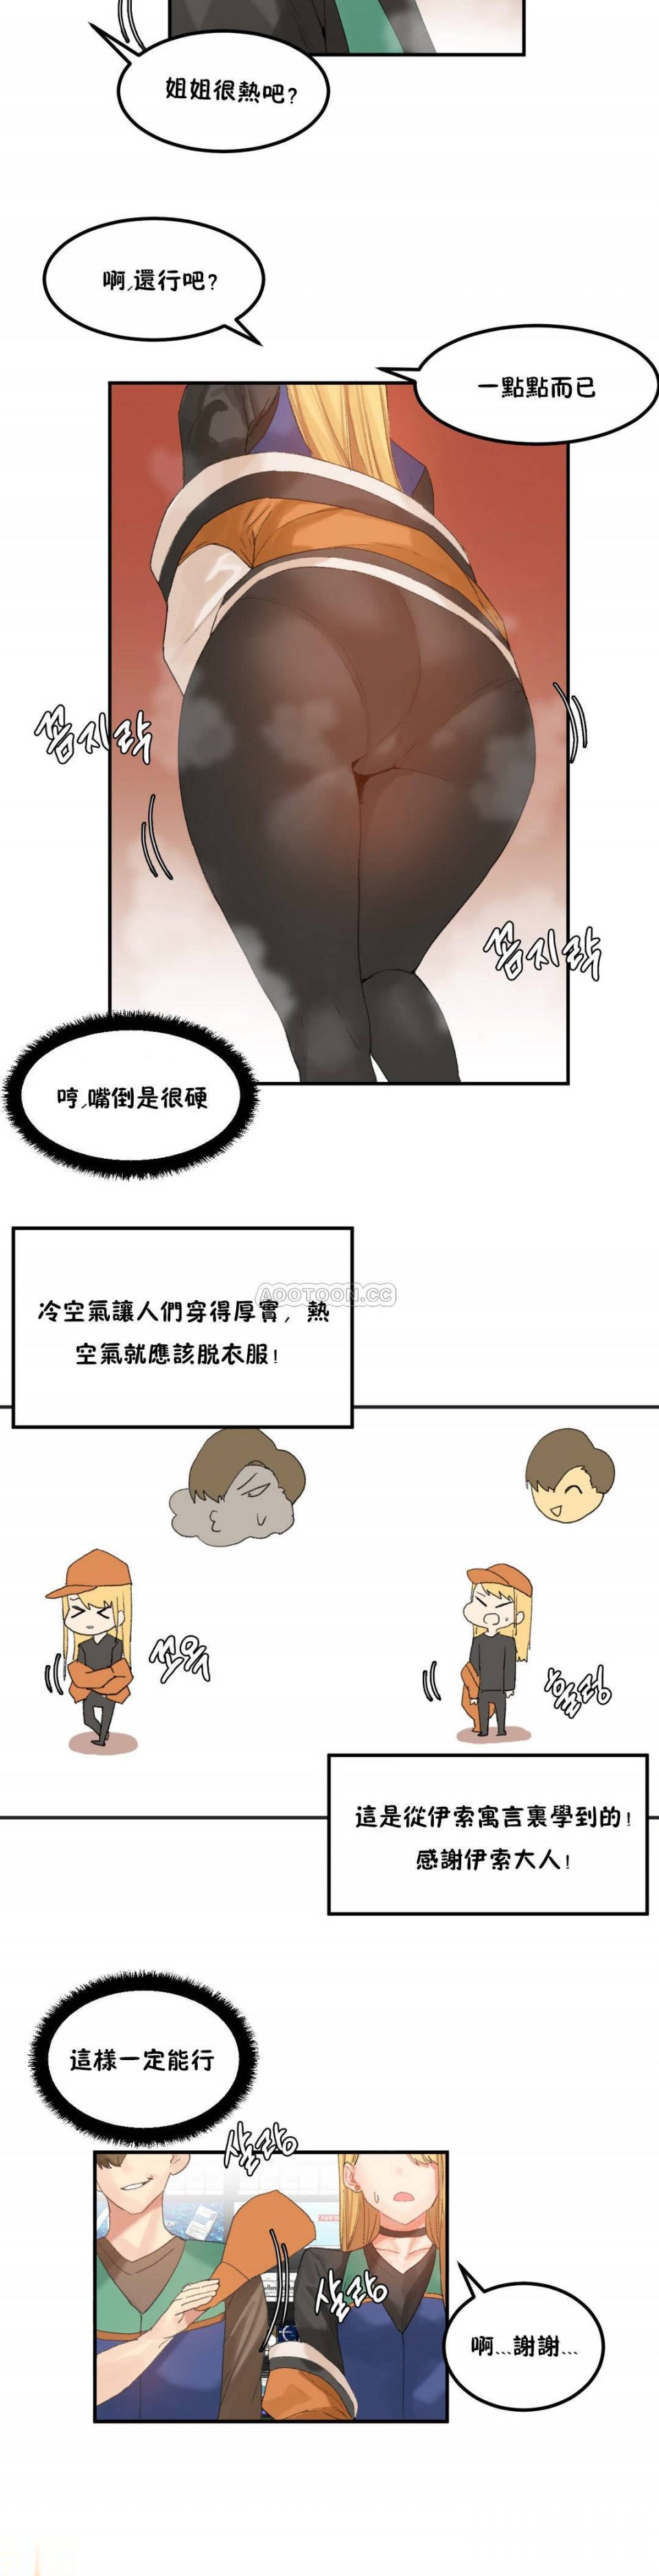 姐姐很熱吧?
啊,還行吧?
一點點而已
꼼지락
꼼지락
哼,嘴倒是很硬
AOOTOON.CC
冷空氣讓人們穿得厚實, 熱
空氣就應該脫衣服!
꼬옥
훌렁
這是從伊索寓言裏學到的!
感謝伊索大人!
這樣一定能行
살랑
살랑
啊...謝謝...